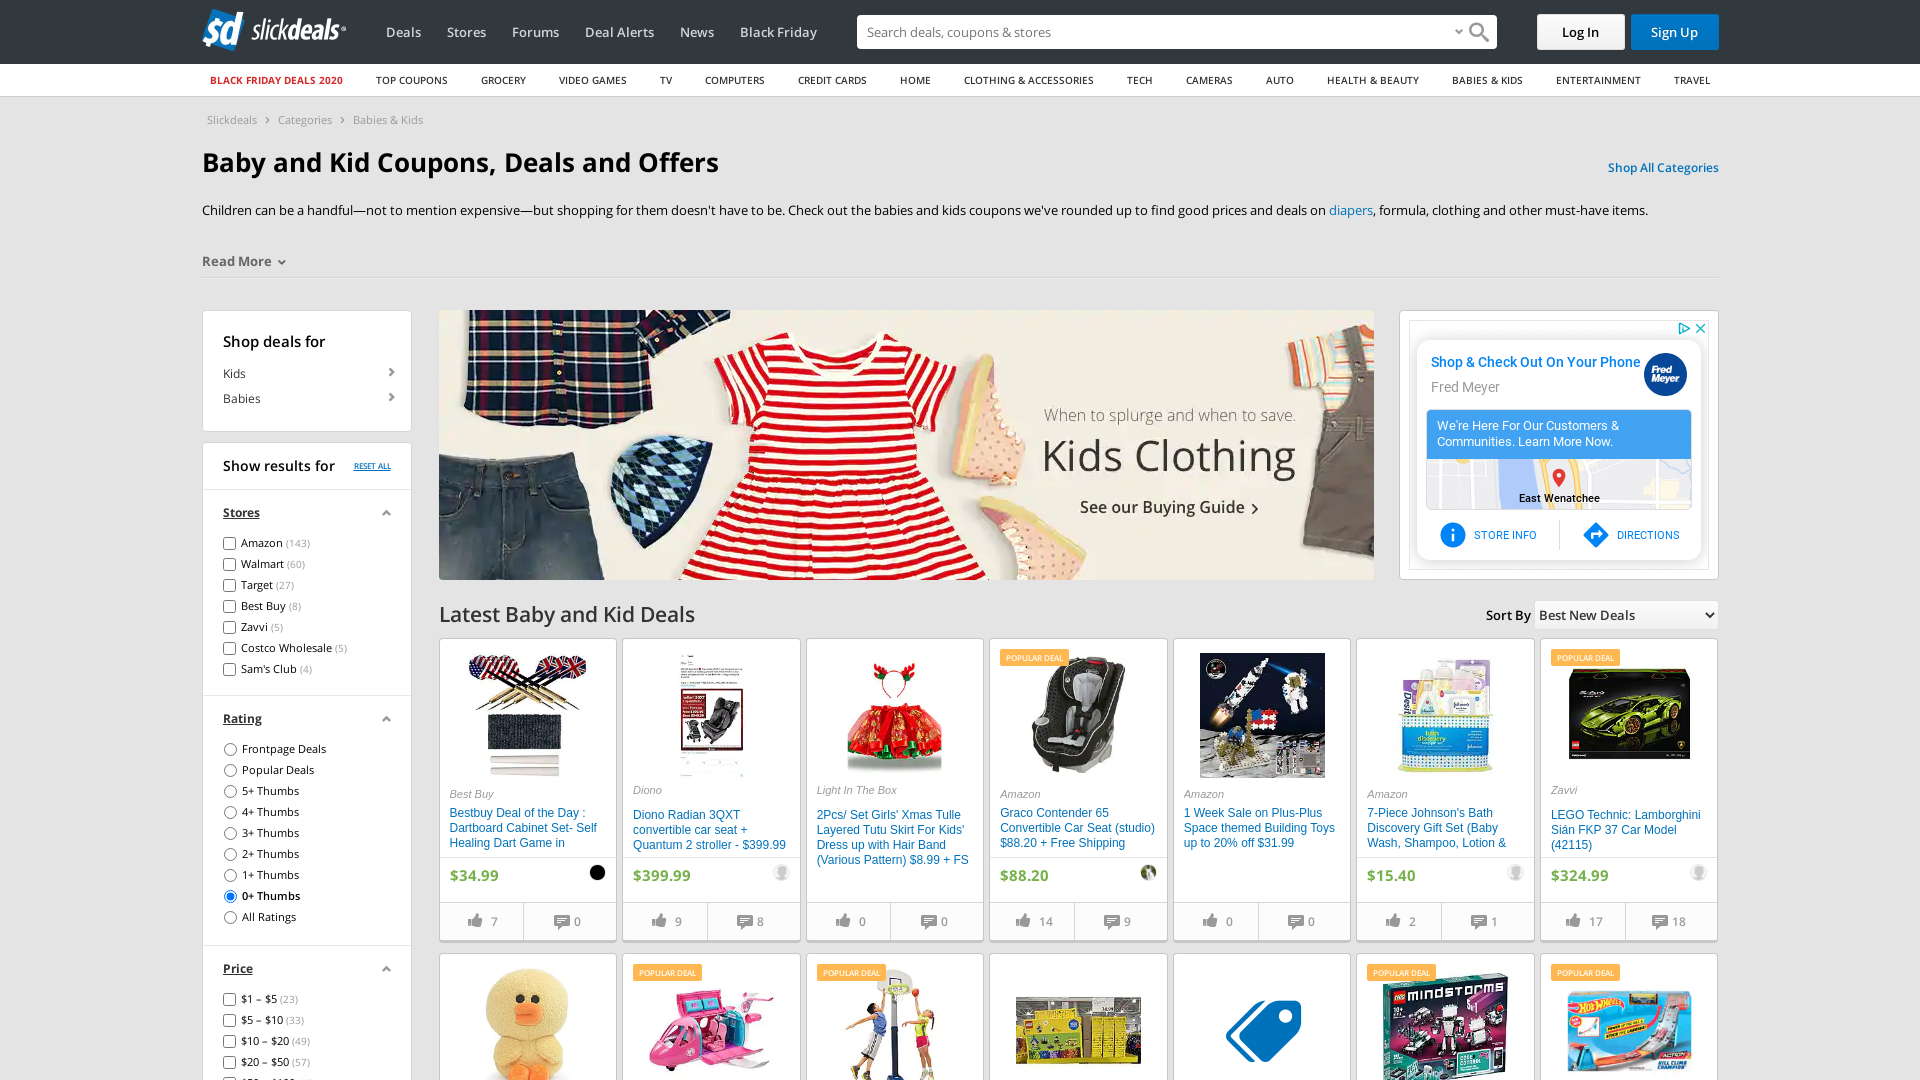 slickdeals
Deals
Stores
Forums
Deal Alerts
News
Black Friday
Search deals, coupons & stores
Log In
Sign Up
BLACK FRIDAY DEALS 2020
TOP COUPONS
GROCERY
VIDEO GAMES
TV
COMPUTERS
CREDIT CARDS
HOME
CLOTHING & ACCESSORIES
TECH
CAMERAS
AUTO
HEALTH & BEAUTY
BABIES & KIDS
ENTERTAINMENT
TRAVEL
Slickdeals > Categories > Babies & Kids
Baby and Kid Coupons, Deals and Offers
Shop All Categories
Children can be a handful—not to mention expensive—but shopping for them doesn't have to be. Check out the babies and kids coupons we've rounded up to find good prices and deals on diapers, formula, clothing and other must-have items.
Read More
Shop deals for
Kids
Babies
Show results for
RESET ALL
Stores
Amazon (143)
Walmart (60)
Target (27)
Best Buy (8)
Zavvi (5)
Costco Wholesale (5)
Sam's Club (4)
Rating
Frontpage Deals
Popular Deals
5+ Thumbs
4+ Thumbs
3+ Thumbs
2+ Thumbs
1+ Thumbs
0+ Thumbs
All Ratings
Price
$1 – $5 (23)
$5 – $10 (33)
$10 – $20 (49)
$20 – $50 (57)
When to splurge and when to save.
Kids Clothing
See our Buying Guide >
Shop & Check Out On Your Phone
Fred Meyer
Fred Meyer
We're Here For Our Customers &
Communities. Learn More Now.
East Wenatchee
STORE INFO
DIRECTIONS
Latest Baby and Kid Deals
Sort By
Best New Deals
Best Buy
Bestbuy Deal of the Day :
Dartboard Cabinet Set- Self
Healing Dart Game in
$34.99
7
0
Diono
Diono Radian 3QXT
convertible car seat +
Quantum 2 stroller - $399.99
$399.99
9
8
Light In The Box
2Pcs/ Set Girls' Xmas Tulle
Layered Tutu Skirt For Kids'
Dress up with Hair Band
(Various Pattern) $8.99 + FS
0
0
POPULAR DEAL
Amazon
Graco Contender 65
Convertible Car Seat (studio)
$88.20 + Free Shipping
$88.20
14
9
Amazon
1 Week Sale on Plus-Plus
Space themed Building Toys
up to 20% off $31.99
0
0
Amazon
7-Piece Johnson's Bath
Discovery Gift Set (Baby
Wash, Shampoo, Lotion &
$15.40
2
1
POPULAR DEAL
Zavvi
LEGO Technic: Lamborghini
Sián FKP 37 Car Model
(42115)
$324.99
17
18
POPULAR DEAL
POPULAR DEAL
POPULAR DEAL
MINDSTORMS
POPULAR DEAL